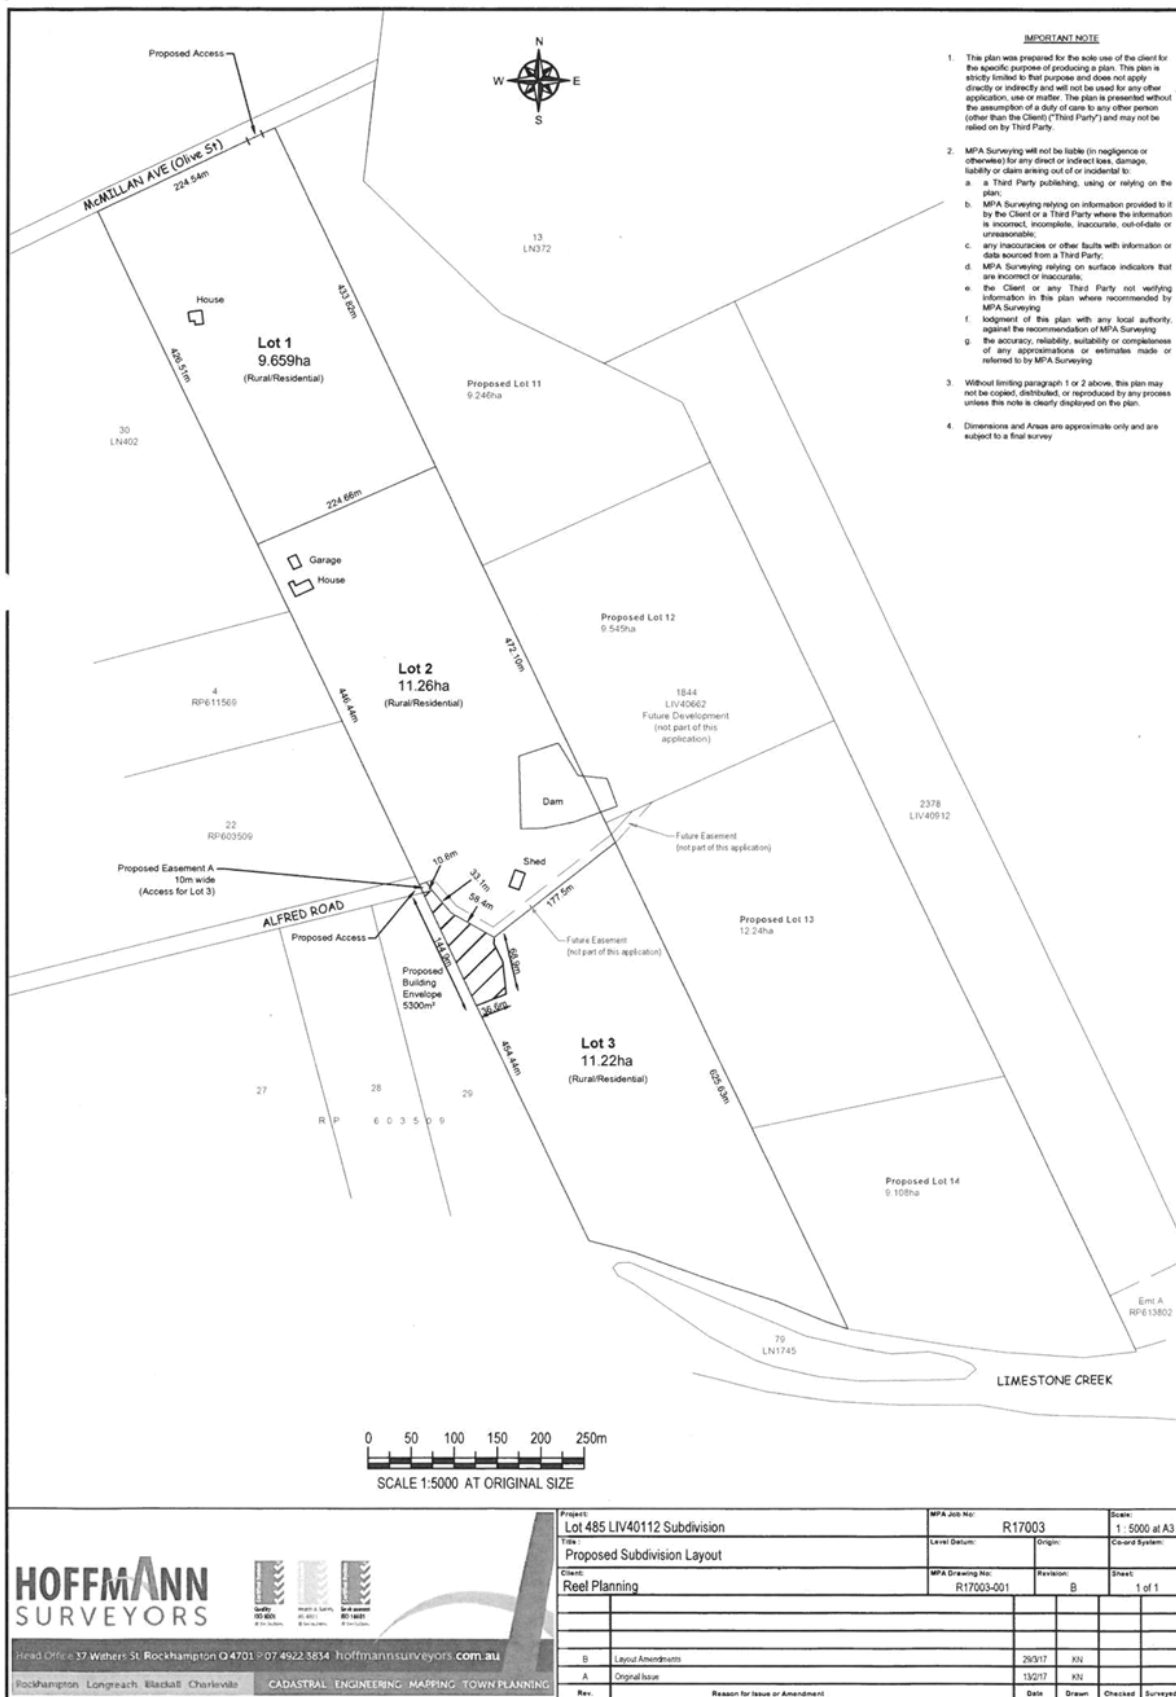 Proposed Access
N
W
E
S
McMILLAN AVE (Olive St)
224.54m
IMPORTANT NOTE
1. This plan was prepared for the sole use of the client for
the specific purpose of producing a plan. This plan is
strictly limited to that purpose and does not apply
directly or indirectly and will not be used for any other
application, use or matter. The plan is presented without
the assumption of a duty of care to any other person
(other than the Client) ("Third Party") and may not be
relied on by Third Party.
2. MPA Surveying will not be liable (in negligence or
otherwise) for any direct or indirect loss, damage,
liability or claim arising out of or incidental to:
a a Third Party publishing, using or relying on the
plan;
b. MPA Surveying relying on information provided to it
by the Client or a Third Party where the information
is incorrect, incomplete, inaccurate, out-of-date or
unreasonable;
c. any inaccuracies or other faults with information or
data sourced from a Third Party;
d. MPA Surveying relying on surface indicators that
are incorrect or inaccurate;
e. the Client or any Third Party not verifying
information in this plan where recommended by
MPA Surveying
f. lodgment of this plan with any local authority,
against the recommendation of MPA Surveying
g. the accuracy, reliability, suitability or completeness
of any approximations or estimates made or
referred to by MPA Surveying
3. Without limiting paragraph 1 or 2 above, this plan may
not be copied, distributed, or reproduced by any process
unless this note is clearly displayed on the plan.
4. Dimensions and Areas are approximate only and are
subject to a final survey
13
LN372
House
433.82m
Lot 1
9.659ha
(Rural/Residential)
426.51m
Proposed Lot 11
9.246ha
30
LN402
224.66m
Garage
House
Proposed Lot 12
9.545ha
472.10m
Lot 2
11.26ha
(Rural/Residential)
446.44m
4
RP611569
1844
LIV40662
Future Development
(not part of this
application)
Dam
2378
LIV40912
22
RP603509
Future Easement
(not part of this application)
Proposed Easement A
10m wide
(Access for Lot 3)
10.6m
33.1m
58.4m
Shed
177.5m
ALFRED ROAD
Proposed Access
144.9m
Proposed Lot 13
12.24ha
Future Easement
(not part of this application)
68.9m
Proposed
Building
Envelope
5300m²
36.6m
Lot 3
11.22ha
(Rural/Residential)
454.44m
625.63m
27
28
29
R P 6 0 3 5 0 9
Proposed Lot 14
9.108ha
Emt A
RP613802
79
LN1745
LIMESTONE CREEK
0 50 100 150 200 250m
SCALE 1:5000 AT ORIGINAL SIZE
HOFFMANN
SURVEYORS
Quality
ISO 9001
Head Office 37 Withers St, Rockhampton Q 4701 P 07 4922 3834 hoffmannsurveyors.com.au
Rockhampton Longreach Blackall Charleville CADASTRAL ENGINEERING MAPPING TOWN PLANNING
Project:
Lot 485 LIV40112 Subdivision
MPA Job No:
R17003
Scale:
1 : 5000 at A3
Title :
Proposed Subdivision Layout
Level Datum:
Origin:
Co-ord System:
Client:
Reel Planning
MPA Drawing No:
R17003-001
Revision:
B
Sheet:
1 of 1
B Layout Amendments 29/3/17 KN
A Original Issue 13/2/17 KN
Rev. Reason for Issue or Amendment Date Drawn Checked Surveyed